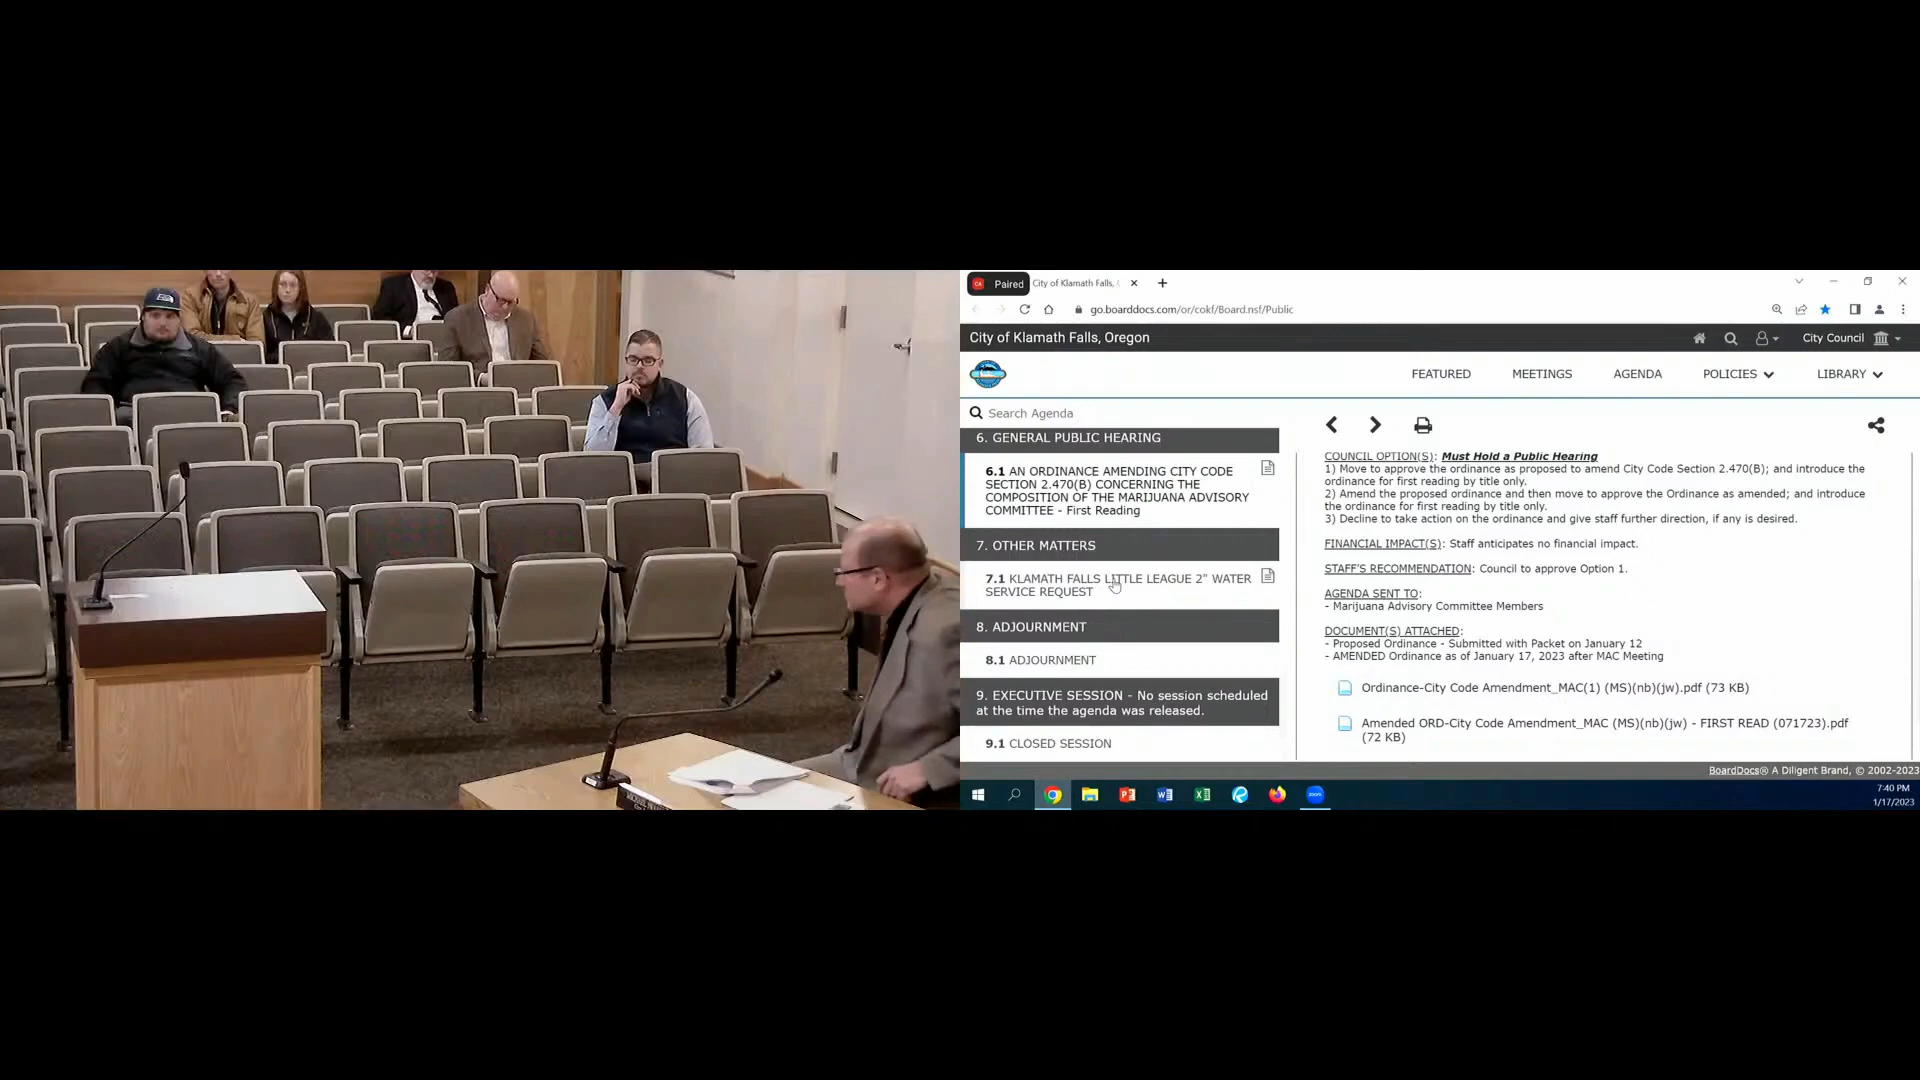 Paired
City of Klamath Falls,
go.boarddocs.com/or/cokf/Board.nsf/Public
City of Klamath Falls, Oregon
City Council
FEATURED
MEETINGS
AGENDA
POLICIES
LIBRARY
Search Agenda
6. GENERAL PUBLIC HEARING
6.1 AN ORDINANCE AMENDING CITY CODE
SECTION 2.470(B) CONCERNING THE
COMPOSITION OF THE MARIJUANA ADVISORY
COMMITTEE - First Reading
7. OTHER MATTERS
7.1 KLAMATH FALLS LITTLE LEAGUE 2" WATER
SERVICE REQUEST
8. ADJOURNMENT
8.1 ADJOURNMENT
9. EXECUTIVE SESSION - No session scheduled
at the time the agenda was released.
9.1 CLOSED SESSION
COUNCIL OPTION(S): Must Hold a Public Hearing
1) Move to approve the ordinance as proposed to amend City Code Section 2.470(B); and introduce the
ordinance for first reading by title only.
2) Amend the proposed ordinance and then move to approve the Ordinance as amended; and introduce
the ordinance for first reading by title only.
3) Decline to take action on the ordinance and give staff further direction, if any is desired.
FINANCIAL IMPACT(S): Staff anticipates no financial impact.
STAFF'S RECOMMENDATION: Council to approve Option 1.
AGENDA SENT TO:
- Marijuana Advisory Committee Members
DOCUMENT(S) ATTACHED:
- Proposed Ordinance - Submitted with Packet on January 12
- AMENDED Ordinance as of January 17, 2023 after MAC Meeting
Ordinance-City Code Amendment_MAC(1) (MS)(nb)(jw).pdf (73 KB)
Amended ORD-City Code Amendment_MAC (MS)(nb)(jw) - FIRST READ (071723).pdf
(72 KB)
BoardDocs® A Diligent Brand, © 2002-2023
7:40 PM
1/17/2023